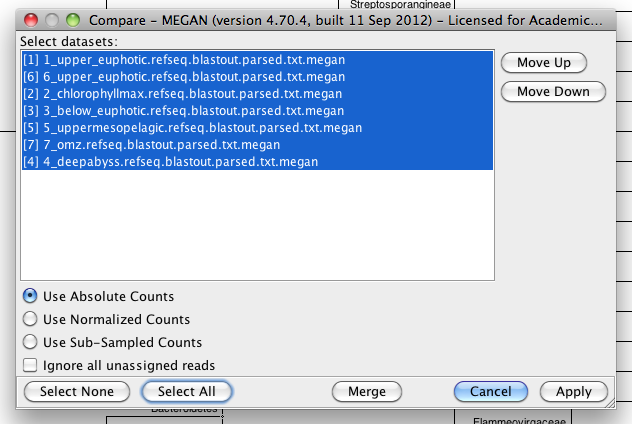 Streptosporangineae
Compare – MEGAN (version 4.70.4, built 11 Sep 2012) – Licensed for Academic...
Select datasets:
[1] 1_upper_euphotic.refseq.blastout.parsed.txt.megan
[6] 6_upper_euphotic.refseq.blastout.parsed.txt.megan
[2] 2_chlorophyllmax.refseq.blastout.parsed.txt.megan
[3] 3_below_euphotic.refseq.blastout.parsed.txt.megan
[5] 5_uppermesopelagic.refseq.blastout.parsed.txt.megan
[7] 7_omz.refseq.blastout.parsed.txt.megan
[4] 4_deepabyss.refseq.blastout.parsed.txt.megan
Move Up
Move Down
Use Absolute Counts
Use Normalized Counts
Use Sub-Sampled Counts
Ignore all unassigned reads
Select None Select All Merge Cancel Apply
Bacteroidetes
Flammeovirgaceae